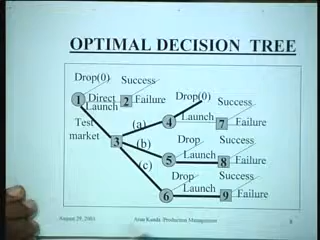 OPTIMAL DECISION TREE
Drop(0) Success
1 Direct 2 Failure Drop(0)
Launch Success
Test (a) 4 Launch 7 Failure
market 3 (b) Drop Success
(c) 5 Launch 8 Failure
Drop Success
6 Launch 9 Failure
August 29, 2003 Arun Kanda :Production Management 8